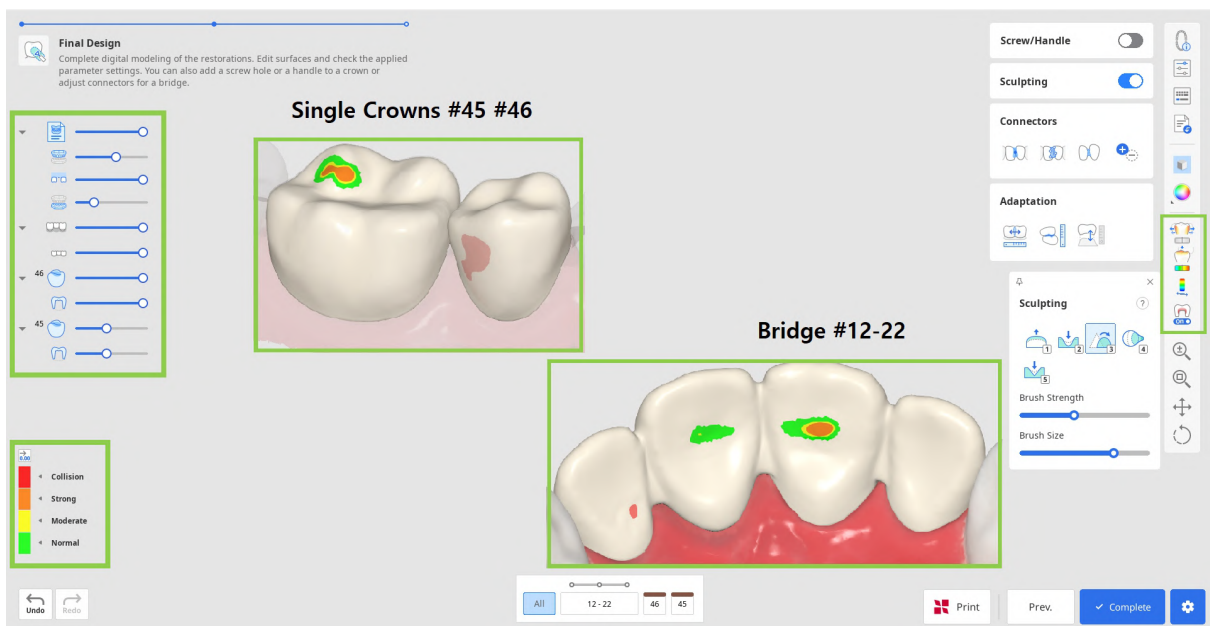 Final Design
Complete digital modeling of the restorations. Edit surfaces and check the applied
parameter settings. You can also add a screw hole or a handle to a crown or
adjust connectors for a bridge.
Single Crowns #45 #46
46
45
Bridge #12-22
0.00
Collision
Strong
Moderate
Normal
Undo
Redo
All
12 - 22
46
45
Screw/Handle
Sculpting
Connectors
Adaptation
Sculpting
?
1
2
3
4
5
Brush Strength
Brush Size
On
Print
Prev.
Complete